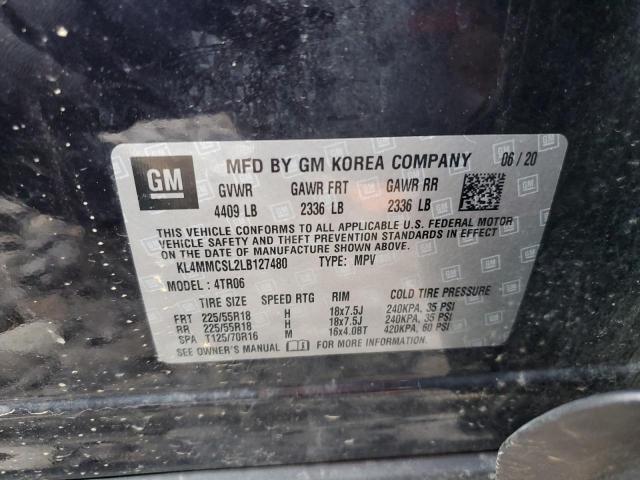 GM MFD BY GM KOREA COMPANY 06/20
GVWR GAWR FRT GAWR RR
4409 LB 2336 LB 2336 LB
THIS VEHICLE CONFORMS TO ALL APPLICABLE U.S. FEDERAL MOTOR
VEHICLE SAFETY AND THEFT PREVENTION STANDARDS IN EFFECT
ON THE DATE OF MANUFACTURE SHOWN ABOVE.
KL4MMCSL2LB127480 TYPE: MPV
MODEL: 4TR06
TIRE SIZE SPEED RTG RIM COLD TIRE PRESSURE
FRT 225/55R18 H 18x7.5J 240KPA, 35 PSI
RR 225/55R18 H 18x7.5J 240KPA, 35 PSI
SPA T125/70R16 M 16x4.0BT 420KPA, 60 PSI
SEE OWNER'S MANUAL FOR MORE INFORMATION.